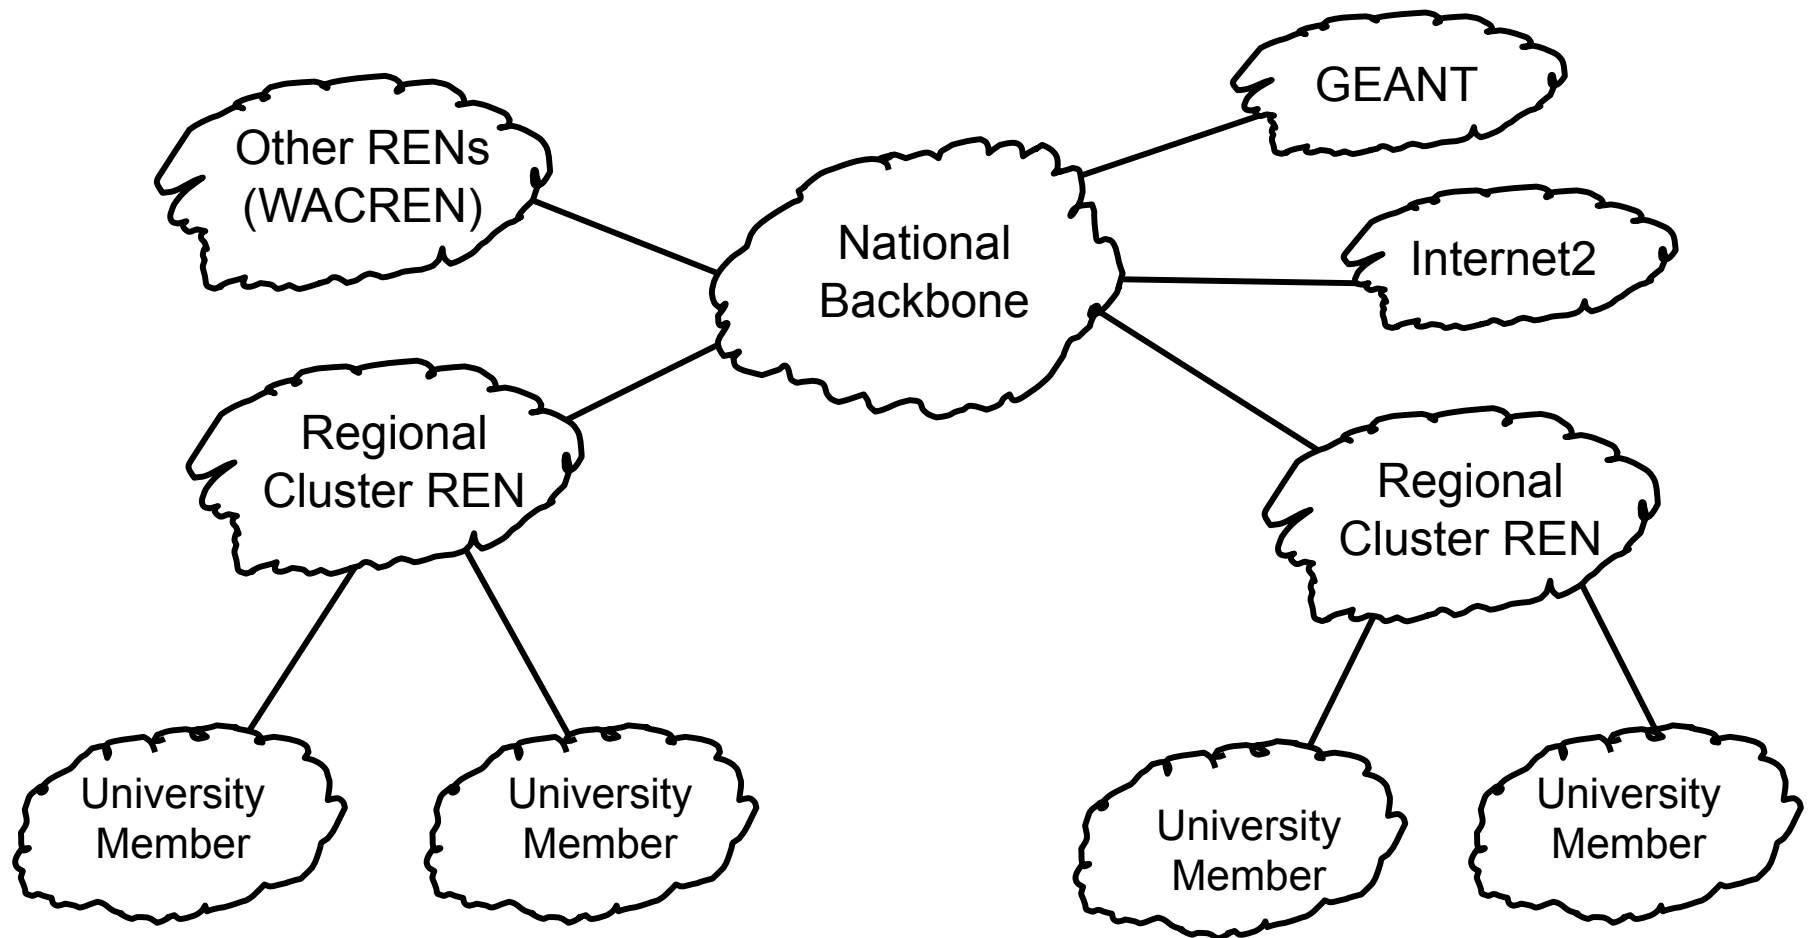 GEANT
Other RENs
(WACREN)
National
Backbone
Internet2
Regional
Cluster REN
Regional
Cluster REN
University
Member
University
Member
University
Member
University
Member